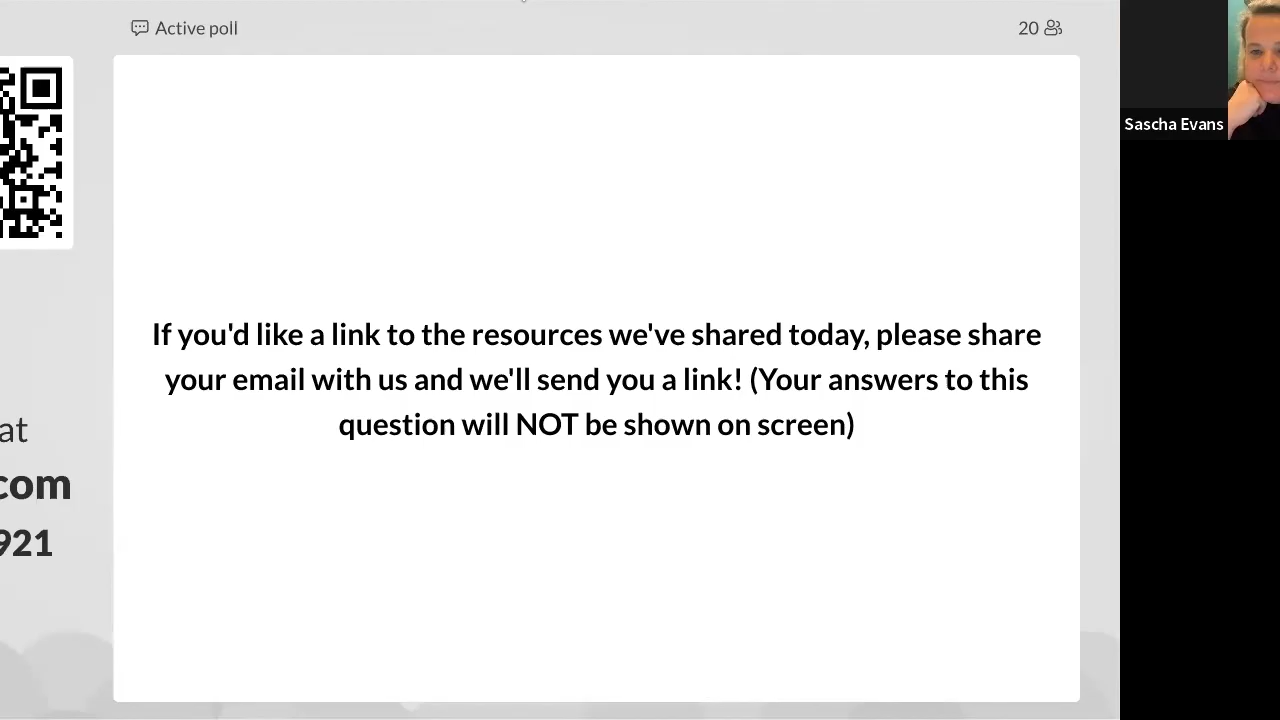 Active poll
20
Sascha Evans
If you'd like a link to the resources we've shared today, please share
your email with us and we'll send you a link! (Your answers to this
question will NOT be shown on screen)
at
com
921